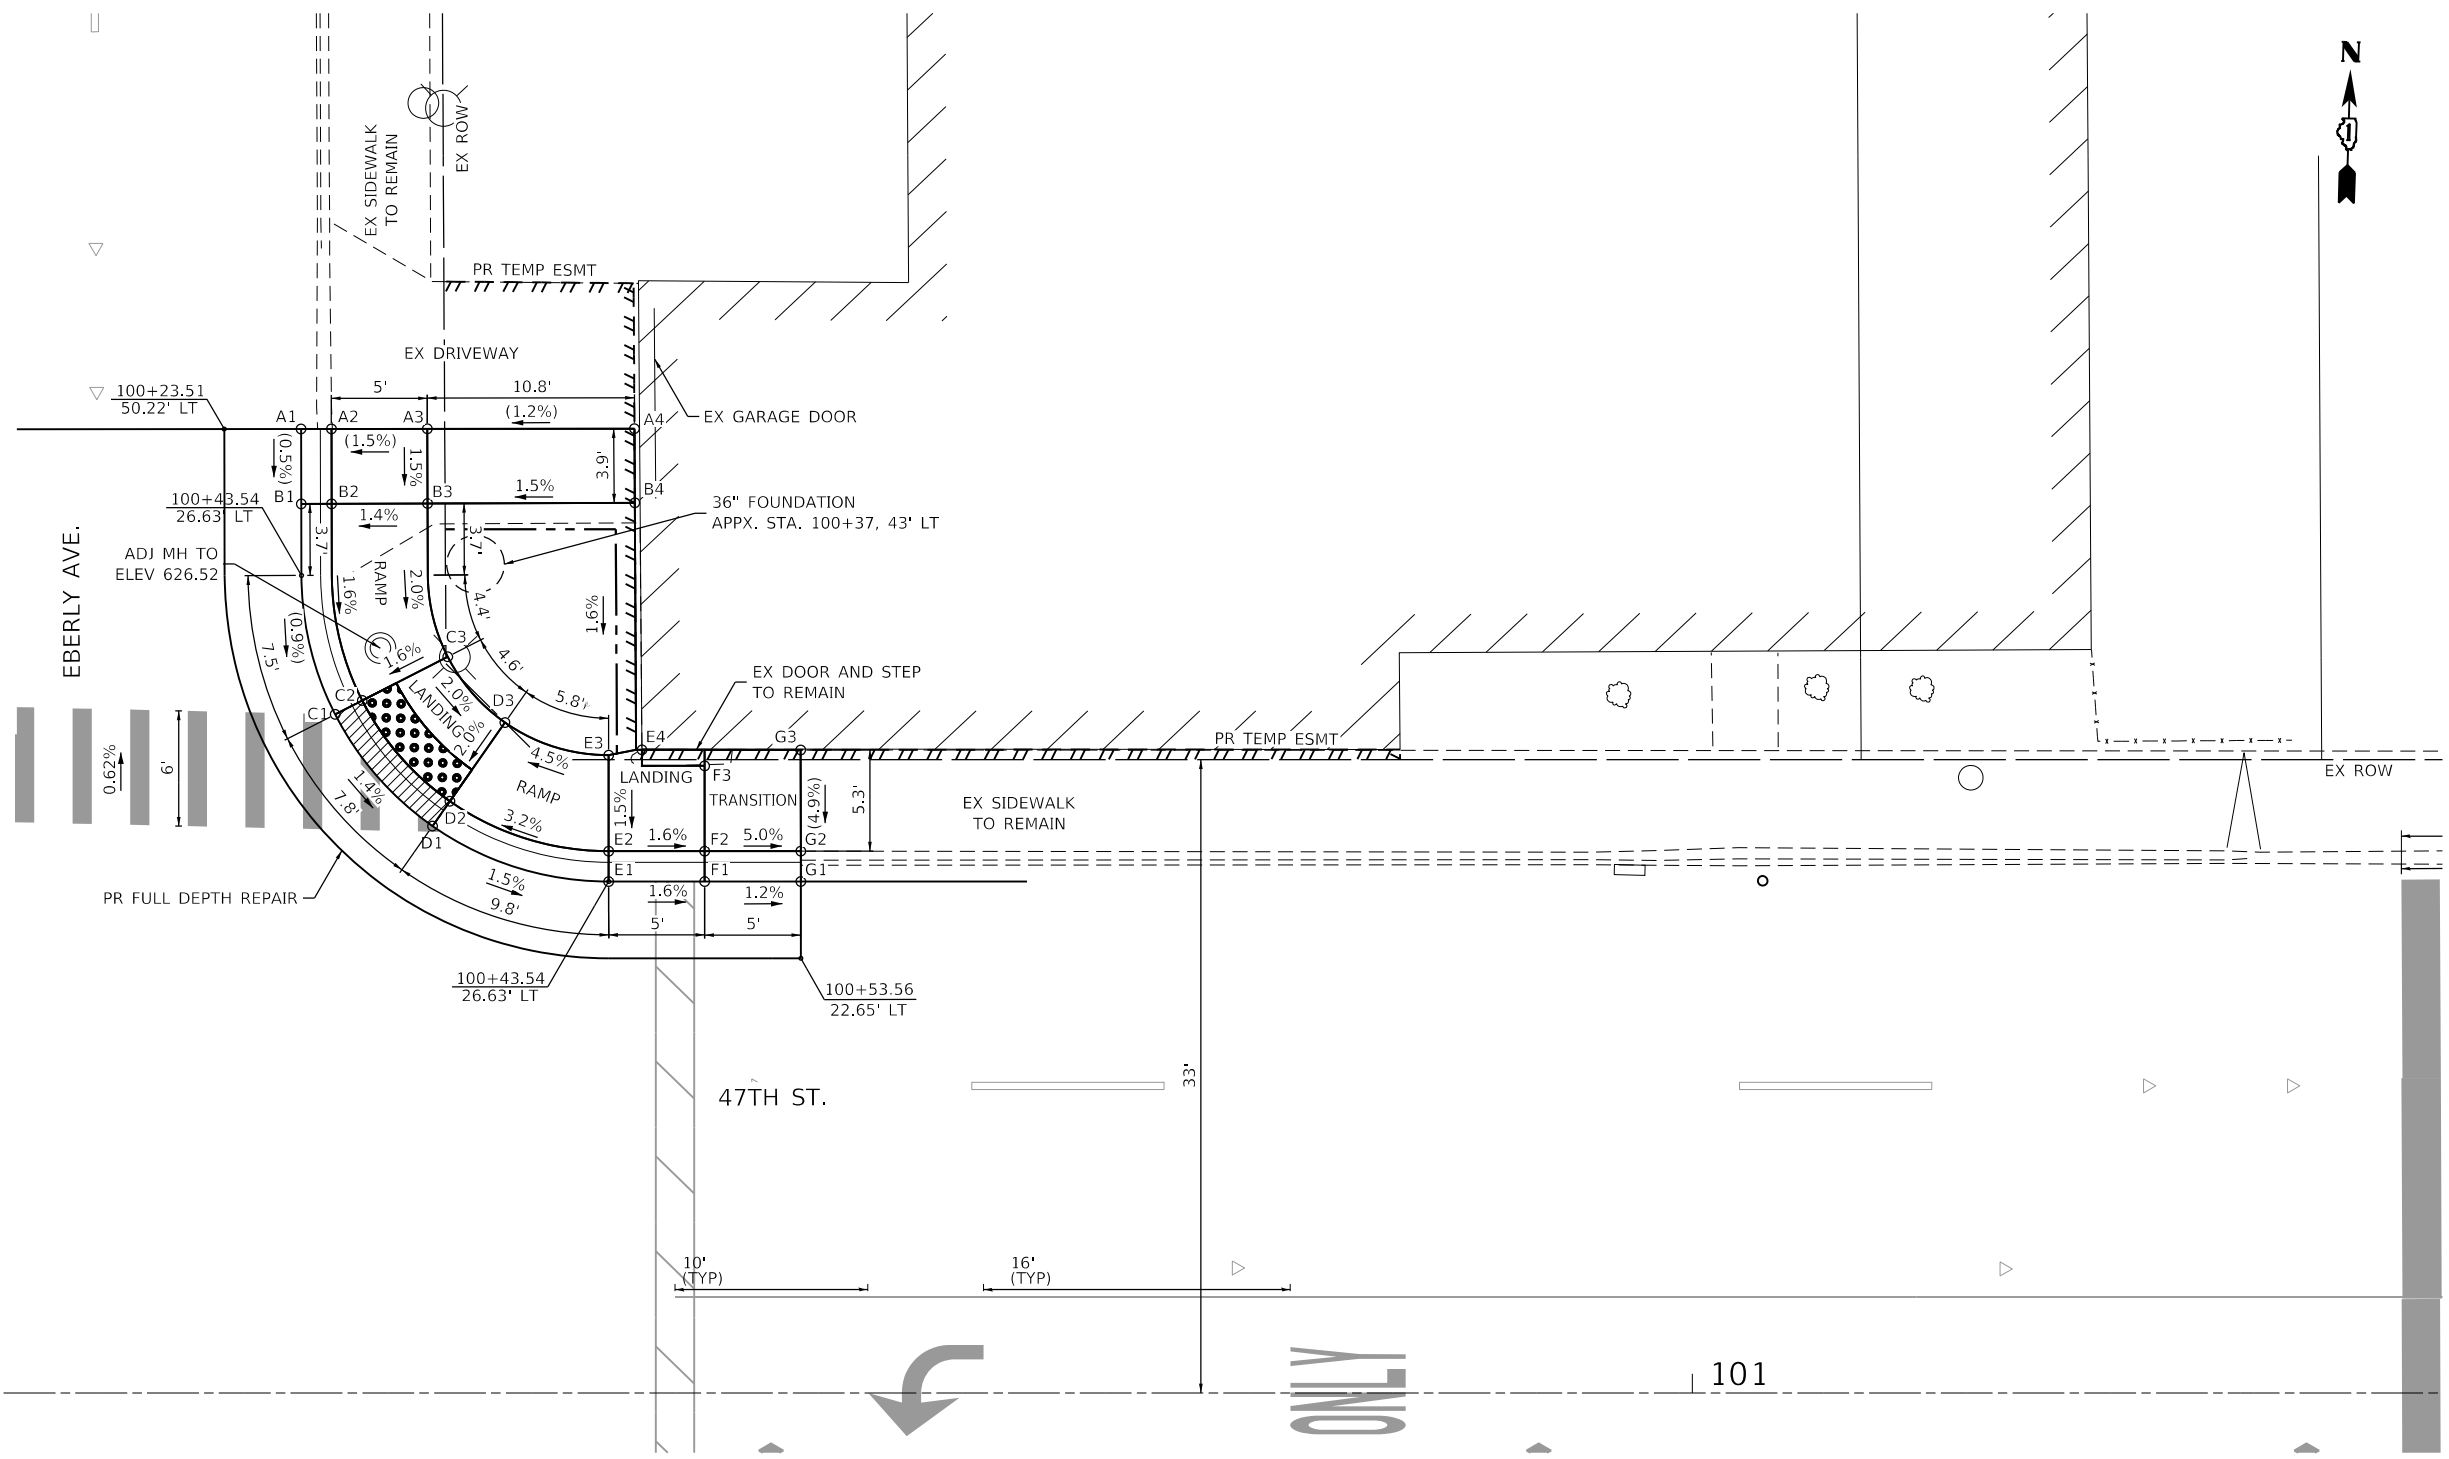 N
1
EX SIDEWALK
TO REMAIN
EX ROW
PR TEMP ESMT
EX DRIVEWAY
100+23.51
50.22' LT
5'
10.8'
A1
A2
A3
(1.2%)
A4
EX GARAGE DOOR
(0.5%)
(1.5%)
1.5%
3.9'
100+43.54
26.63' LT
B1
B2
B3
1.5%
B4
36" FOUNDATION
APPX. STA. 100+37, 43' LT
1.4%
3.7'
3.7'
ADJ MH TO
ELEV 626.52
EBERLY AVE.
RAMP
1.6%
2.0%
4.4'
1.6%
(0.9%)
7.5'
C3
1.6%
4.6'
EX DOOR AND STEP
TO REMAIN
C2
C1
LANDING
2.0%
D3
5.8'
2.0%
E3
E4
G3
PR TEMP ESMT
0.62%
6'
4.5%
LANDING
F3
EX ROW
1.4%
7.8'
RAMP
TRANSITION
(4.9%)
5.3'
EX SIDEWALK
TO REMAIN
D2
D1
3.2%
1.5%
E2
1.6%
F2
5.0%
G2
E1
F1
G1
PR FULL DEPTH REPAIR
1.5%
9.8'
1.6%
1.2%
5'
5'
100+43.54
26.63' LT
100+53.56
22.65' LT
33'
47TH ST.
10'
(TYP)
16'
(TYP)
ONLY
101